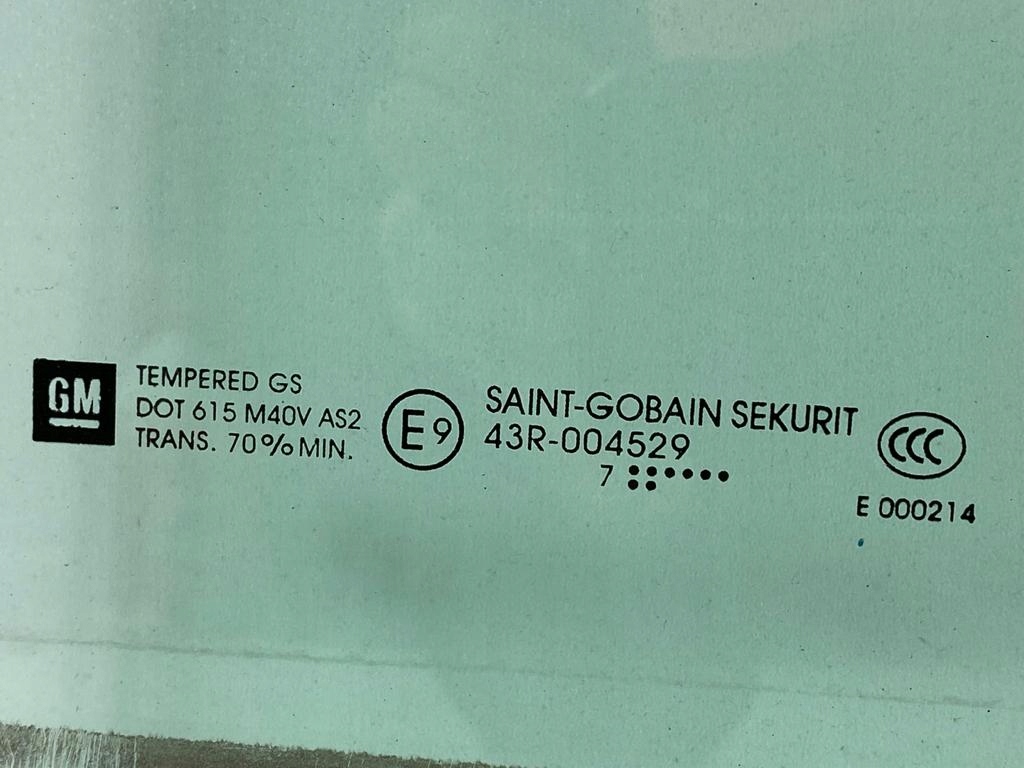 GM
TEMPERED GS
DOT 615 M40V AS2
TRANS. 70% MIN.
E9
SAINT-GOBAIN SEKURIT
43R-004529
7
CCC
E 000214